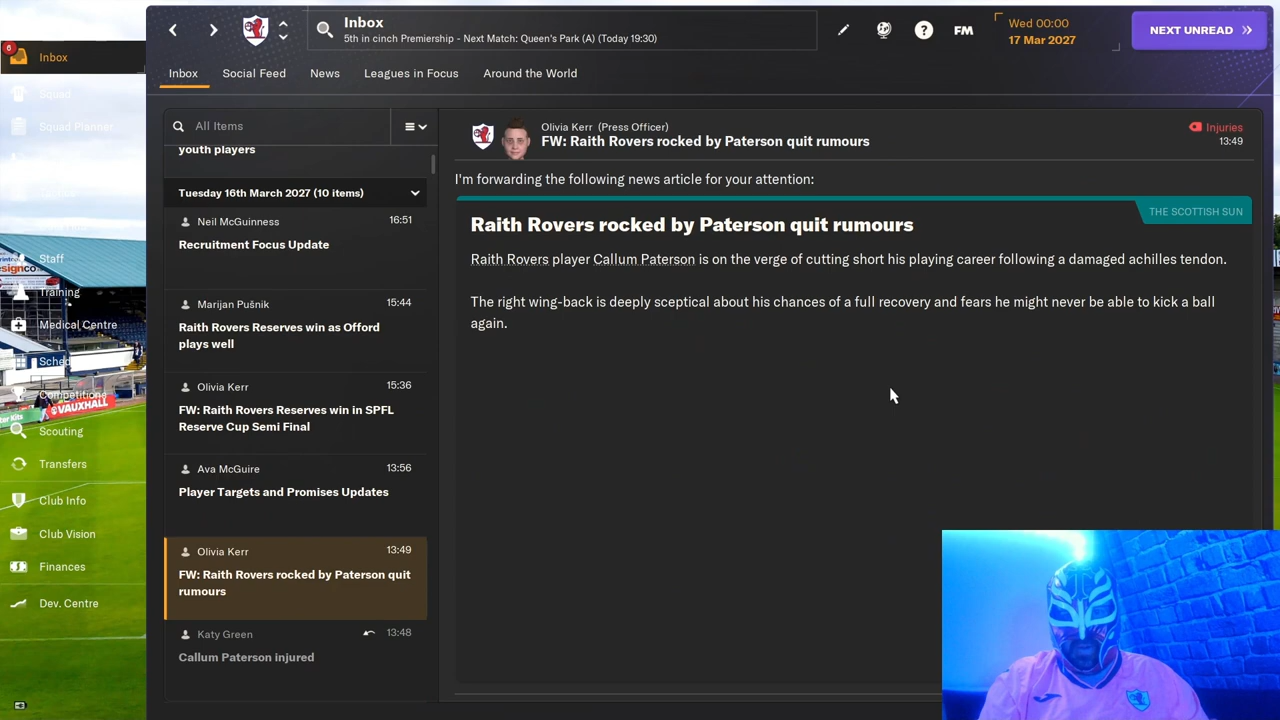 6
Inbox
Squad
Squad Planner
Staff
Training
Medical Centre
Sched
Competitions
VAUXHALL
Scouting
Transfers
Club Info
Club Vision
Finances
Dev. Centre
Inbox
5th in cinch Premiership - Next Match: Queen's Park (A) (Today 19:30)
?
FM
Wed 00:00
17 Mar 2027
NEXT UNREAD
Inbox
Social Feed
News
Leagues in Focus
Around the World
All Items
youth players
Tuesday 16th March 2027 (10 items)
Neil McGuinness
16:51
Recruitment Focus Update
Marijan Pušnik
15:44
Raith Rovers Reserves win as Offord
plays well
Olivia Kerr
15:36
FW: Raith Rovers Reserves win in SPFL
Reserve Cup Semi Final
Ava McGuire
13:56
Player Targets and Promises Updates
Olivia Kerr
13:49
FW: Raith Rovers rocked by Paterson quit
rumours
Katy Green
13:48
Callum Paterson injured
Olivia Kerr (Press Officer)
FW: Raith Rovers rocked by Paterson quit rumours
Injuries
13:49
I'm forwarding the following news article for your attention:
THE SCOTTISH SUN
Raith Rovers rocked by Paterson quit rumours
Raith Rovers player Callum Paterson is on the verge of cutting short his playing career following a damaged achilles tendon.
The right wing-back is deeply sceptical about his chances of a full recovery and fears he might never be able to kick a ball
again.